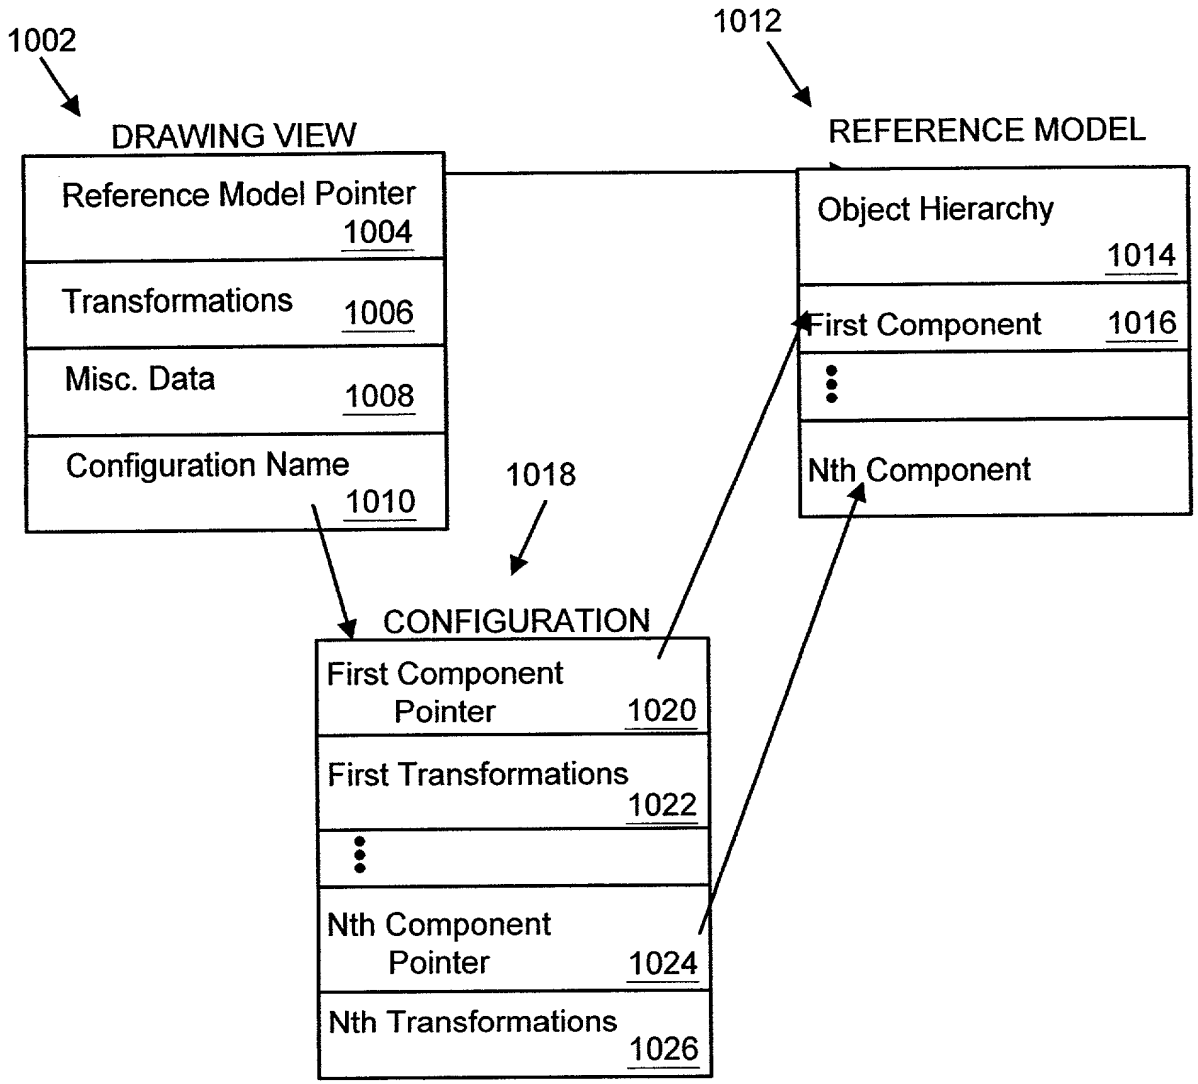 1002
DRAWING VIEW
Reference Model Pointer
1004
Transformations
1006
Misc. Data
1008
Configuration Name
1010
1012
REFERENCE MODEL
Object Hierarchy
1014
First Component 1016
Nth Component
1018
CONFIGURATION
First Component
Pointer 1020
First Transformations
1022
Nth Component
Pointer 1024
Nth Transformations
1026